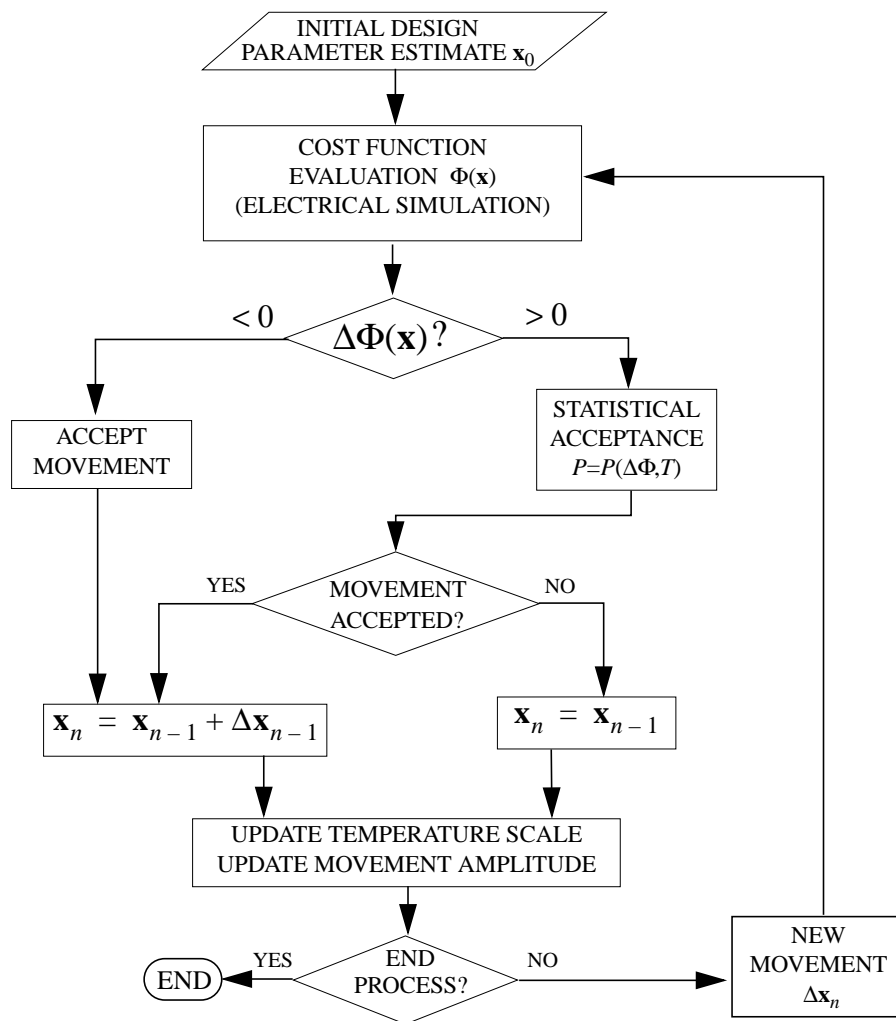 INITIAL DESIGN
PARAMETER ESTIMATE x0
COST FUNCTION
EVALUATION Φ(x)
(ELECTRICAL SIMULATION)
< 0
> 0
ΔΦ(x)?
ACCEPT
MOVEMENT
STATISTICAL
ACCEPTANCE
P=P(ΔΦ,T)
YES
MOVEMENT
ACCEPTED?
NO
xn = xn – 1 + Δxn – 1
xn = xn – 1
UPDATE TEMPERATURE SCALE
UPDATE MOVEMENT AMPLITUDE
END
YES
END
PROCESS?
NO
NEW
MOVEMENT
Δxn